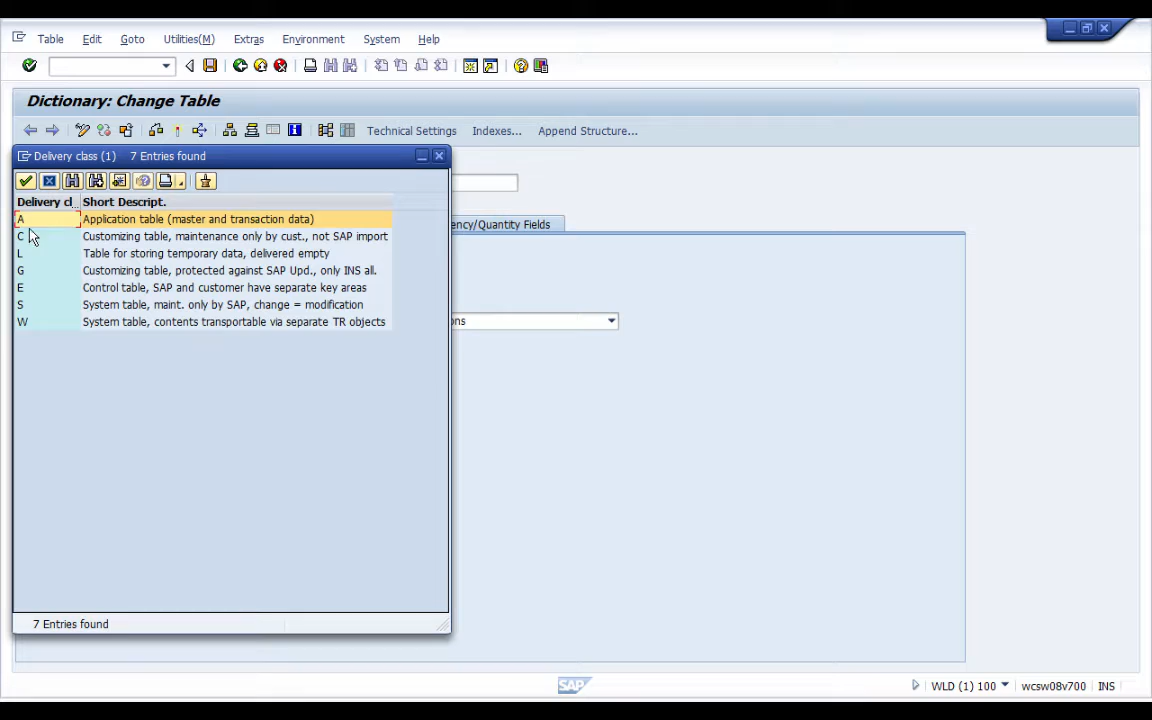 Table Edit Goto Utilities(M) Extras Environment System Help
Dictionary: Change Table
Technical Settings Indexes... Append Structure...
Delivery class (1) 7 Entries found
Delivery cl... Short Descript.
A Application table (master and transaction data)
ency/Quantity Fields
C Customizing table, maintenance only by cust., not SAP import
L Table for storing temporary data, delivered empty
G Customizing table, protected against SAP Upd., only INS all.
E Control table, SAP and customer have separate key areas
S System table, maint. only by SAP, change = modification
W System table, contents transportable via separate TR objects
ons
7 Entries found
SAP
WLD (1) 100 wcsw08v700 INS